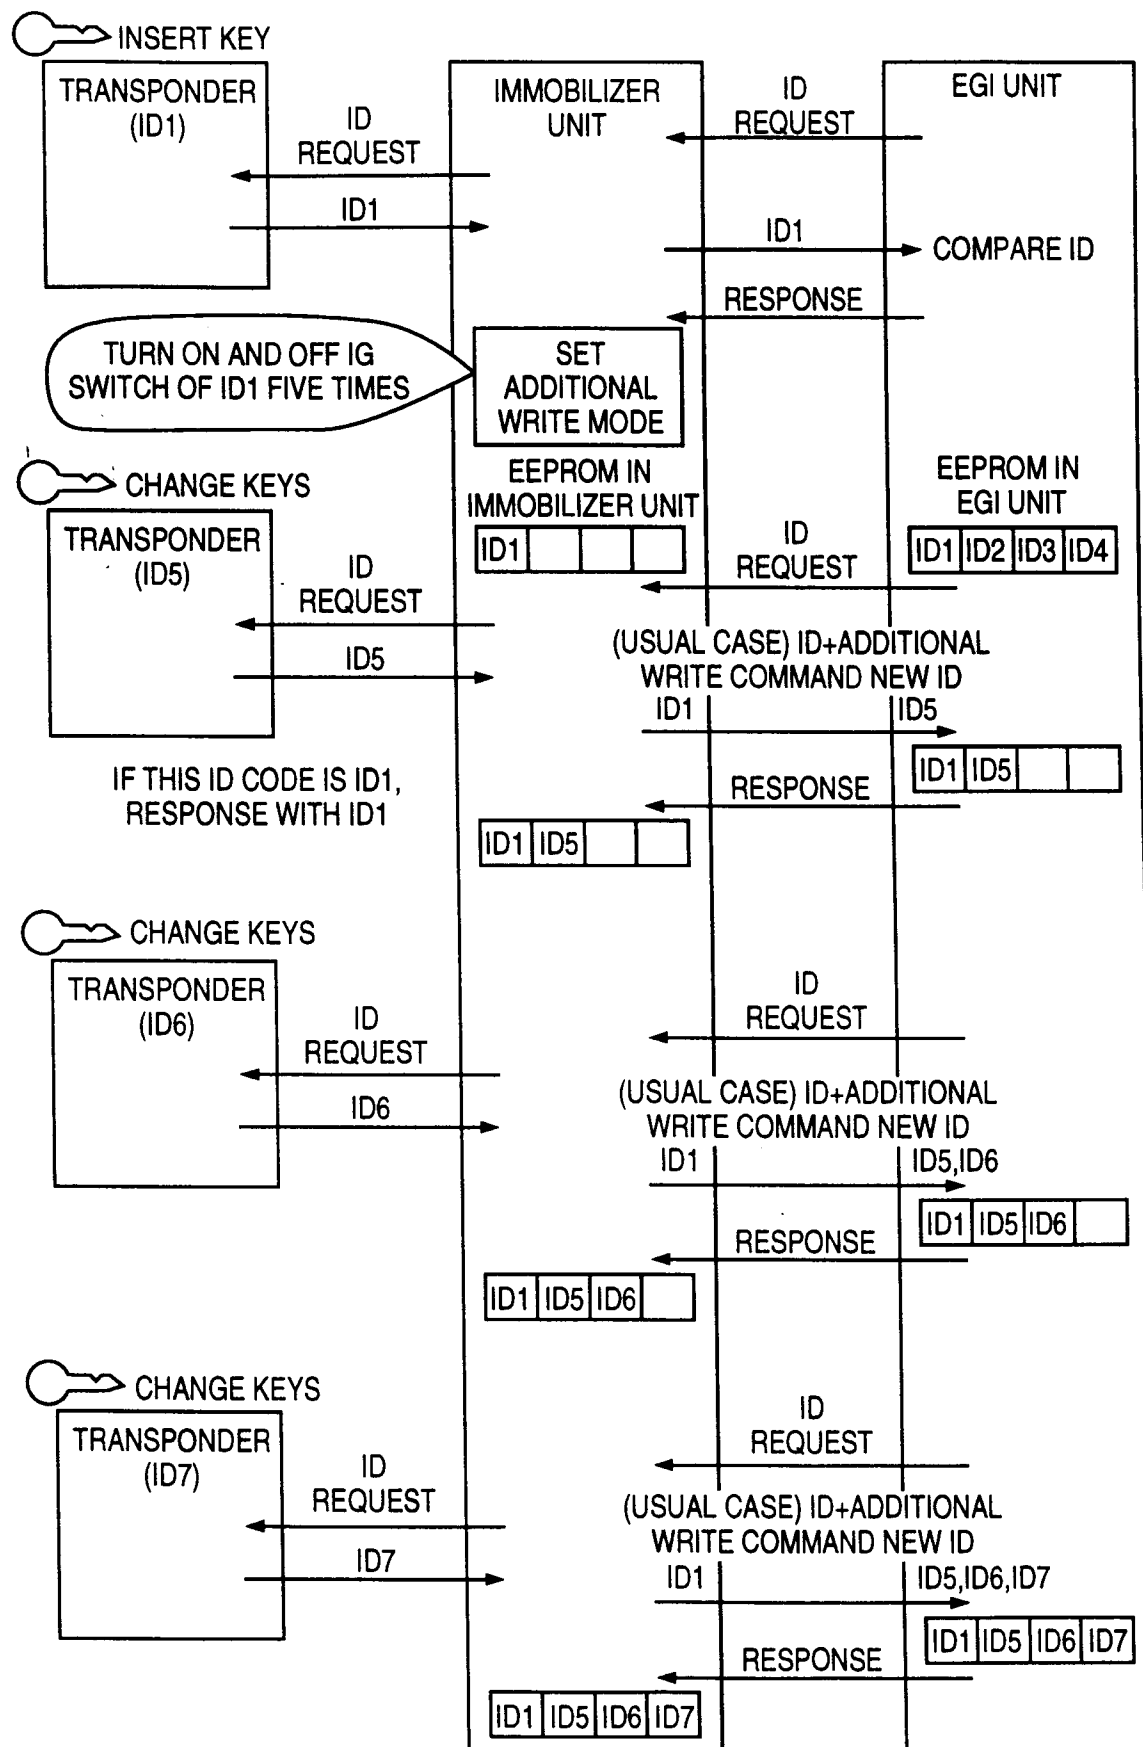 INSERT KEY
TRANSPONDER
(ID1)
IMMOBILIZER
UNIT
EGI UNIT
ID
REQUEST
ID
REQUEST
ID1
ID1
COMPARE ID
RESPONSE
TURN ON AND OFF IG
SWITCH OF ID1 FIVE TIMES
SET
ADDITIONAL
WRITE MODE
CHANGE KEYS
EEPROM IN
IMMOBILIZER UNIT
EEPROM IN
EGI UNIT
TRANSPONDER
(ID5)
ID1
ID1 ID2 ID3 ID4
ID
REQUEST
ID
REQUEST
ID5
(USUAL CASE) ID+ADDITIONAL
WRITE COMMAND NEW ID
ID1 ID5
ID1 ID5
IF THIS ID CODE IS ID1,
RESPONSE WITH ID1
RESPONSE
ID1 ID5
CHANGE KEYS
TRANSPONDER
(ID6)
ID
REQUEST
ID
REQUEST
ID6
(USUAL CASE) ID+ADDITIONAL
WRITE COMMAND NEW ID
ID1 ID5,ID6
ID1 ID5 ID6
RESPONSE
ID1 ID5 ID6
CHANGE KEYS
TRANSPONDER
(ID7)
ID
REQUEST
ID
REQUEST
ID7
(USUAL CASE) ID+ADDITIONAL
WRITE COMMAND NEW ID
ID1 ID5,ID6,ID7
ID1 ID5 ID6 ID7
RESPONSE
ID1 ID5 ID6 ID7